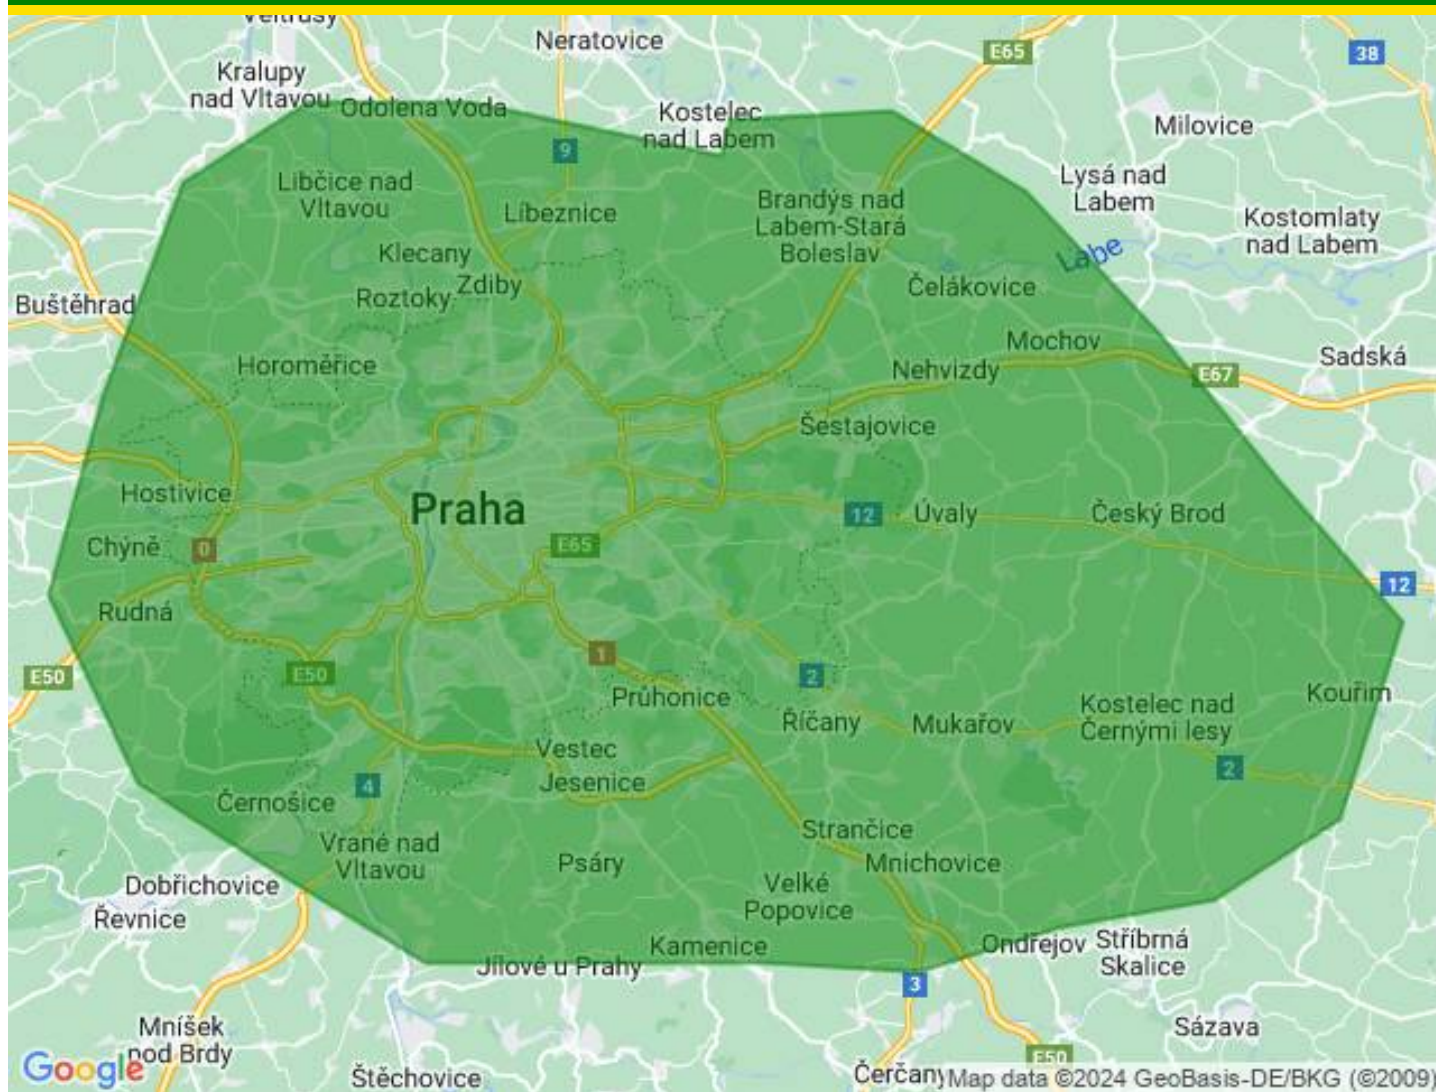 Veltrusy
Neratovice
E65
38
Kralupy
nad Vltavou
Odolena Voda
Kostelec
nad Labem
Milovice
9
Libčice nad
Vltavou
Líbeznice
Brandýs nad
Labem-Stará
Boleslav
Lysá nad
Labem
Kostomlaty
nad Labem
Klecany
Labe
Roztoky
Zdiby
Čelákovice
Buštěhrad
Mochov
Horoměřice
Nehvizdy
E67
Sadská
Šestajovice
Hostivice
Praha
12
Úvaly
Český Brod
Chýně
0
E65
12
Rudná
E50
E50
1
2
Průhonice
Říčany
Mukařov
Kostelec nad
Černými lesy
Kouřim
Vestec
2
Jesenice
4
Černošice
Strančice
Vrané nad
Vltavou
Psáry
Mnichovice
Dobřichovice
Velké
Popovice
Řevnice
Kamenice
Ondřejov
Stříbrná
Skalice
Jílové u Prahy
3
Mníšek
pod Brdy
Sázava
E50
Google
Štěchovice
Čerčany
Map data ©2024 GeoBasis-DE/BKG (©2009)